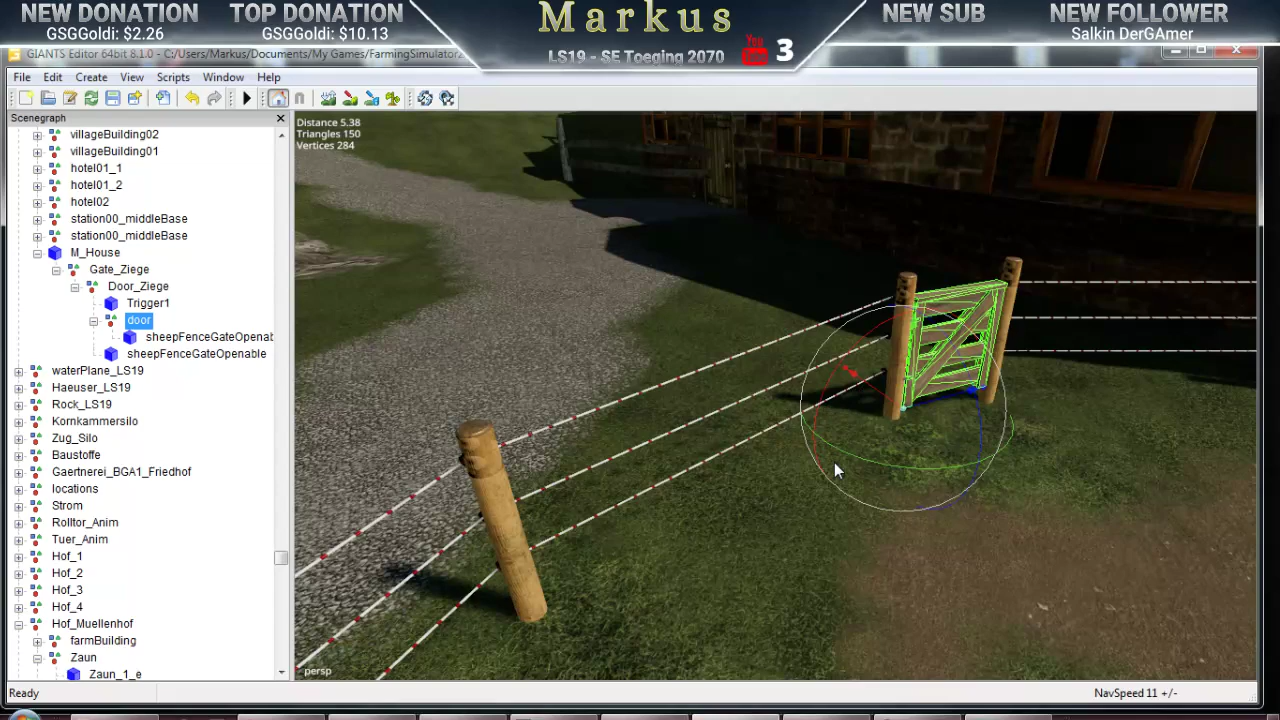 NEW DONATION
GSGGoldi: $2.26
TOP DONATION
GSGGoldi: $10.13
Markus
LS19 - SE Toeging 2070
You
3
NEW SUB
NEW FOLLOWER
Salkin DerGAmer
GIANTS Editor 64bit 8.1.0 - C:/Users/Markus/Documents/My Games/FarmingSimulator2
File Edit Create View Scripts Window Help
Scenegraph
villageBuilding02
villageBuilding01
hotel01_1
hotel01_2
hotel02
station00_middleBase
station00_middleBase
M_House
Gate_Ziege
Door_Ziege
Trigger1
door
sheepFenceGateOpenab
sheepFenceGateOpenable
waterPlane_LS19
Haeuser_LS19
Rock_LS19
Kornkammersilo
Zug_Silo
Baustoffe
Gaertnerei_BGA1_Friedhof
locations
Strom
Rolltor_Anim
Tuer_Anim
Hof_1
Hof_2
Hof_3
Hof_4
Hof_Muellenhof
farmBuilding
Zaun
Zaun_1_e
Distance 5.38
Triangles 150
Vertices 284
persp
Ready
NavSpeed 11 +/-